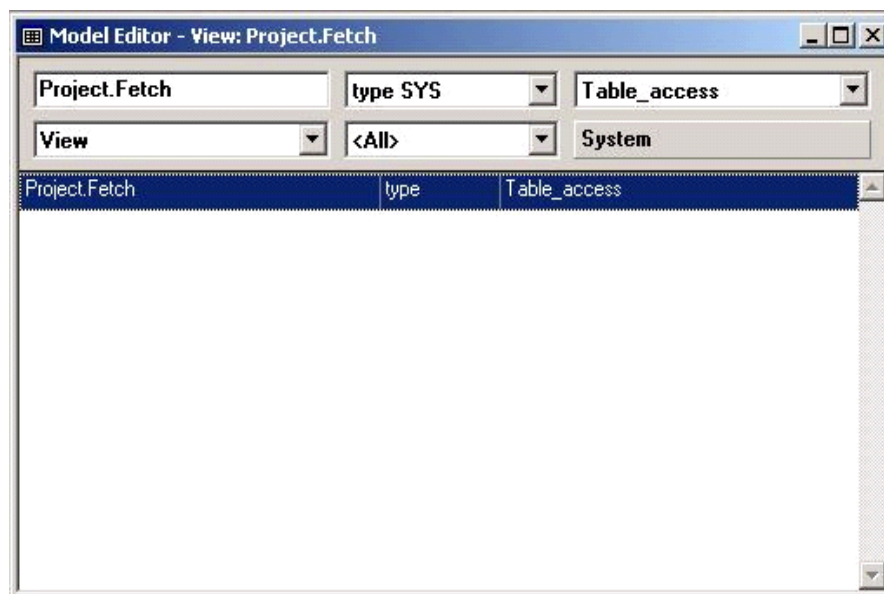 Model Editor - View: Project.Fetch
Project.Fetch type SYS Table_access
View <All> System
Project.Fetch type Table_access